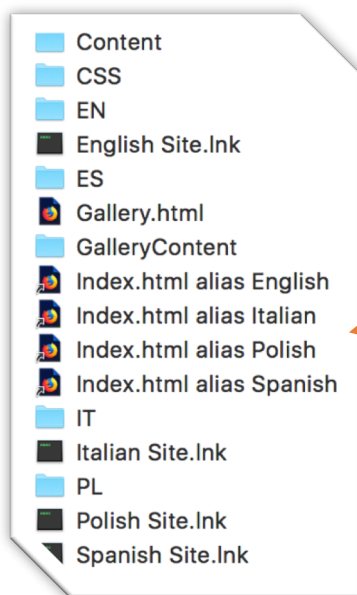 Content
CSS
EN
English Site.lnk
ES
Gallery.html
GalleryContent
Index.html alias English
Index.html alias Italian
Index.html alias Polish
Index.html alias Spanish
IT
Italian Site.lnk
PL
Polish Site.lnk
Spanish Site.lnk